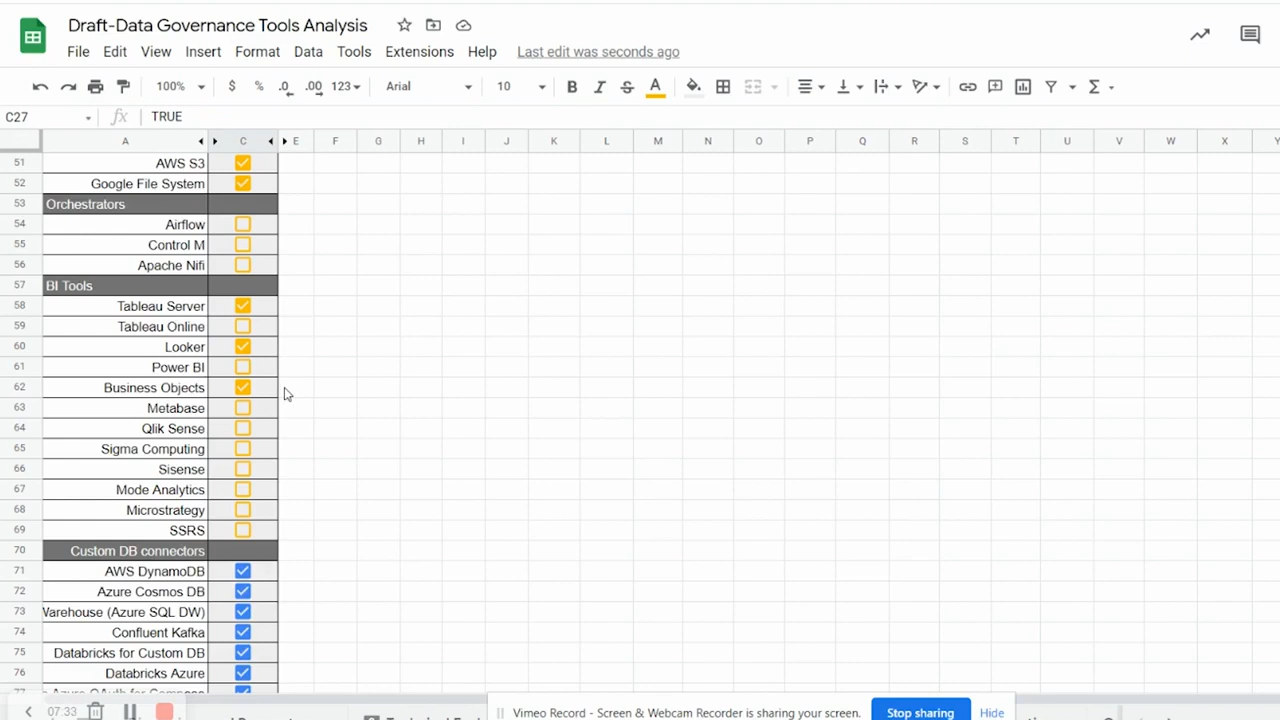 Draft-Data Governance Tools Analysis
File Edit View Insert Format Data Tools Extensions Help Last edit was seconds ago
100% $ % .0 .00 123 Arial 10 B I S A
C27 fx TRUE
A C E F G H I J K L M N O P Q R S T U V W X Y
51 AWS S3
52 Google File System
53 Orchestrators
54 Airflow
55 Control M
56 Apache Nifi
57 BI Tools
58 Tableau Server
59 Tableau Online
60 Looker
61 Power BI
62 Business Objects
63 Metabase
64 Qlik Sense
65 Sigma Computing
66 Sisense
67 Mode Analytics
68 Microstrategy
69 SSRS
70 Custom DB connectors
71 AWS DynamoDB
72 Azure Cosmos DB
73 Warehouse (Azure SQL DW)
74 Confluent Kafka
75 Databricks for Custom DB
76 Databricks Azure
07:33
Vimeo Record - Screen & Webcam Recorder is sharing your screen. Stop sharing Hide